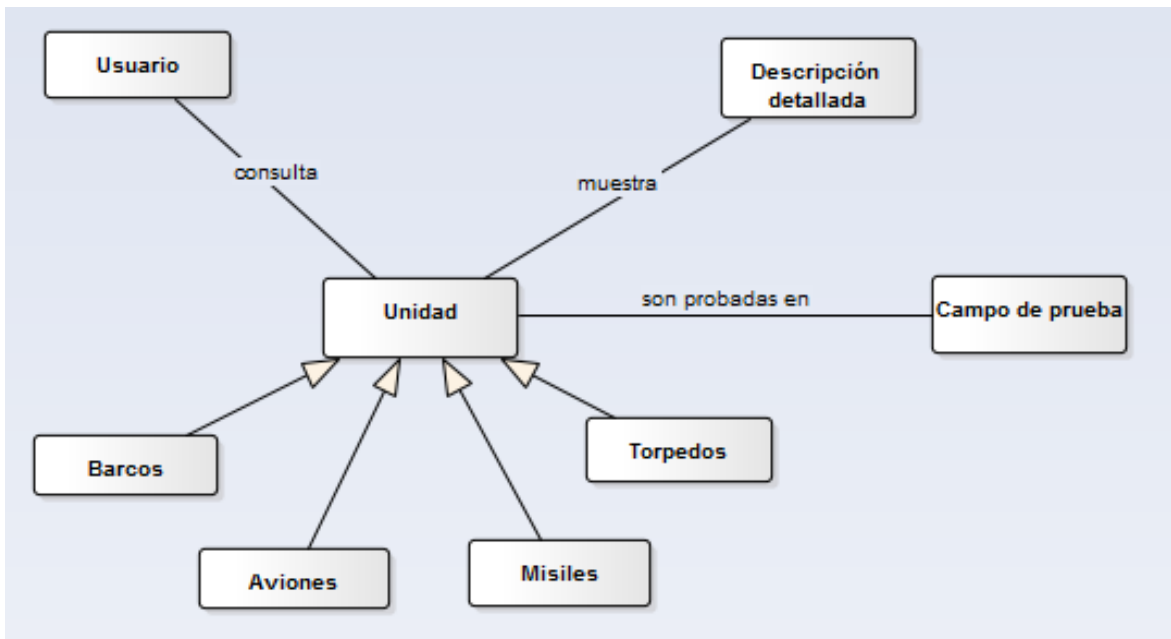 Usuario
Descripción
detallada
consulta
muestra
Unidad
son probadas en
Campo de prueba
Barcos
Torpedos
Aviones
Misiles